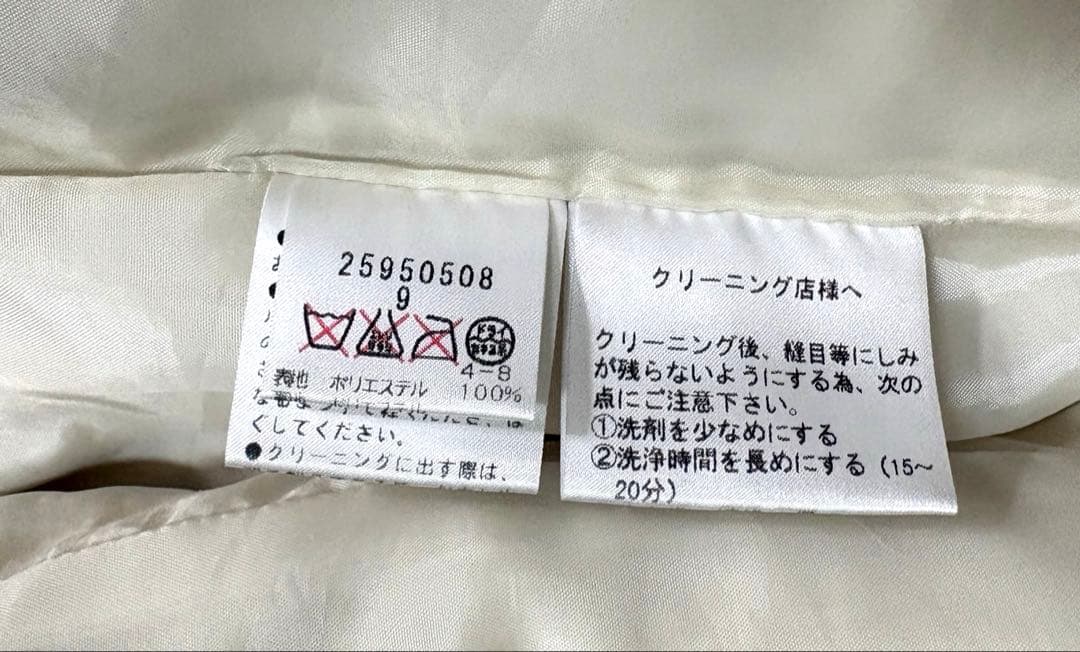 25950508
9
ドライ
4-8
表地 ポリエステル 100%
ぐしてください。
●クリーニングに出す際は、
クリーニング店様へ
クリーニング後、縫目等にしみ
が残らないようにする為、次の
点にご注意下さい。
①洗剤を少なめにする
②洗浄時間を長めにする（15〜
20分）